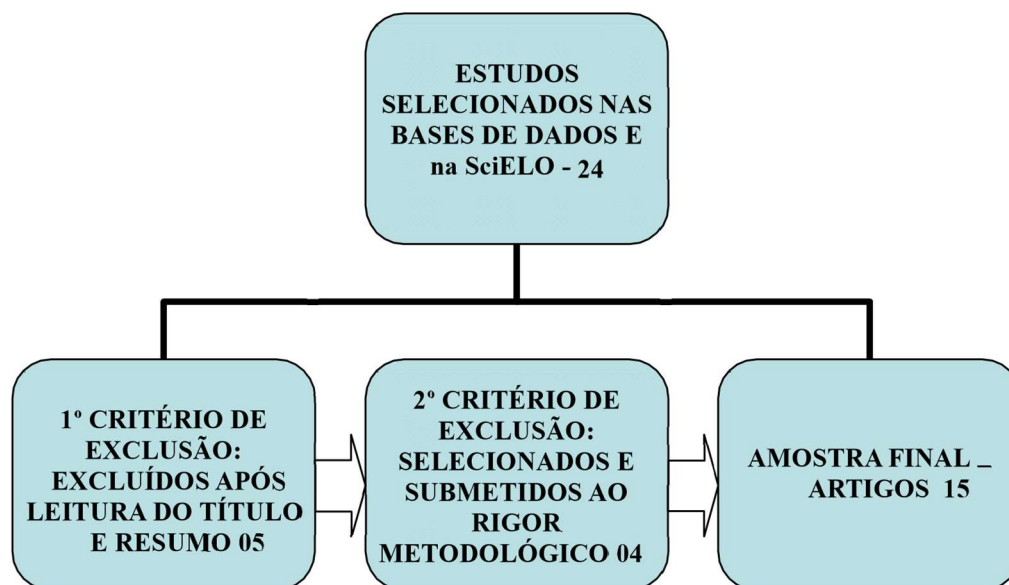 ESTUDOS
SELECIONADOS NAS
BASES DE DADOS E
na SciELO - 24
1º CRITÉRIO DE
EXCLUSÃO:
EXCLUÍDOS APÓS
LEITURA DO TÍTULO
E RESUMO 05
2º CRITÉRIO DE
EXCLUSÃO:
SELECIONADOS E
SUBMETIDOS AO
RIGOR
METODOLÓGICO 04
AMOSTRA FINAL _
ARTIGOS 15